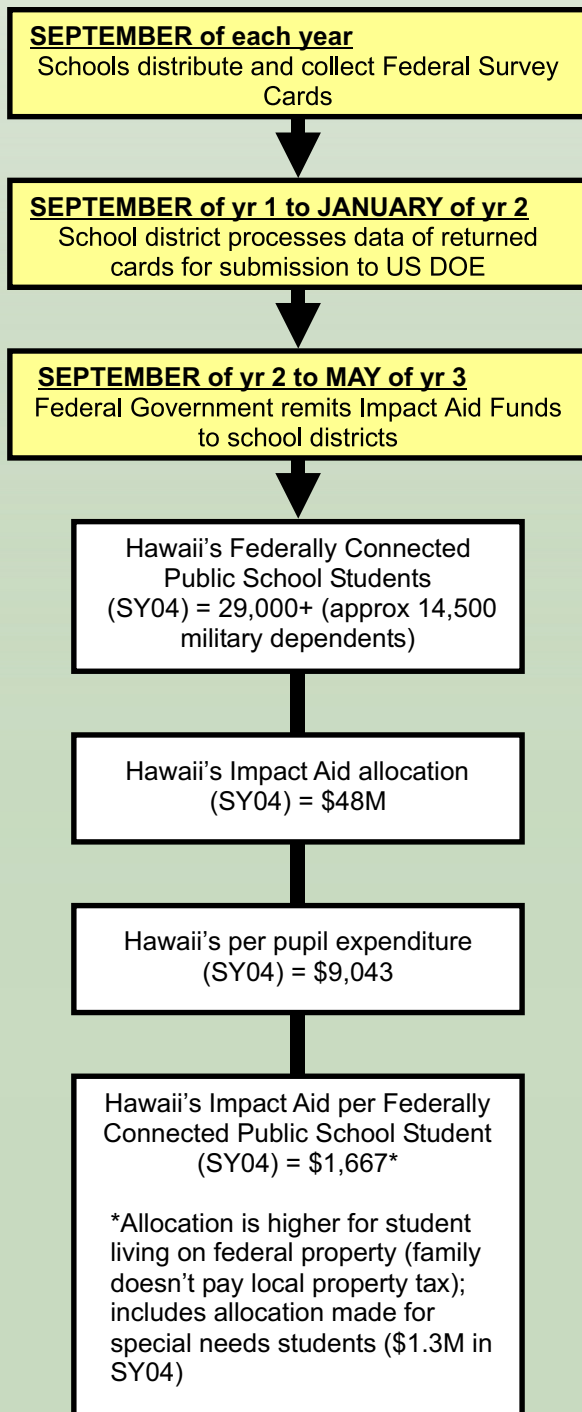 SEPTEMBER of each year
Schools distribute and collect Federal Survey
Cards
SEPTEMBER of yr 1 to JANUARY of yr 2
School district processes data of returned
cards for submission to US DOE
SEPTEMBER of yr 2 to MAY of yr 3
Federal Government remits Impact Aid Funds
to school districts
Hawaii's Federally Connected
Public School Students
(SY04) = 29,000+ (approx 14,500
military dependents)
Hawaii's Impact Aid allocation
(SY04) = $48M
Hawaii's per pupil expenditure
(SY04) = $9,043
Hawaii's Impact Aid per Federally
Connected Public School Student
(SY04) = $1,667*
*Allocation is higher for student
living on federal property (family
doesn't pay local property tax);
includes allocation made for
special needs students ($1.3M in
SY04)